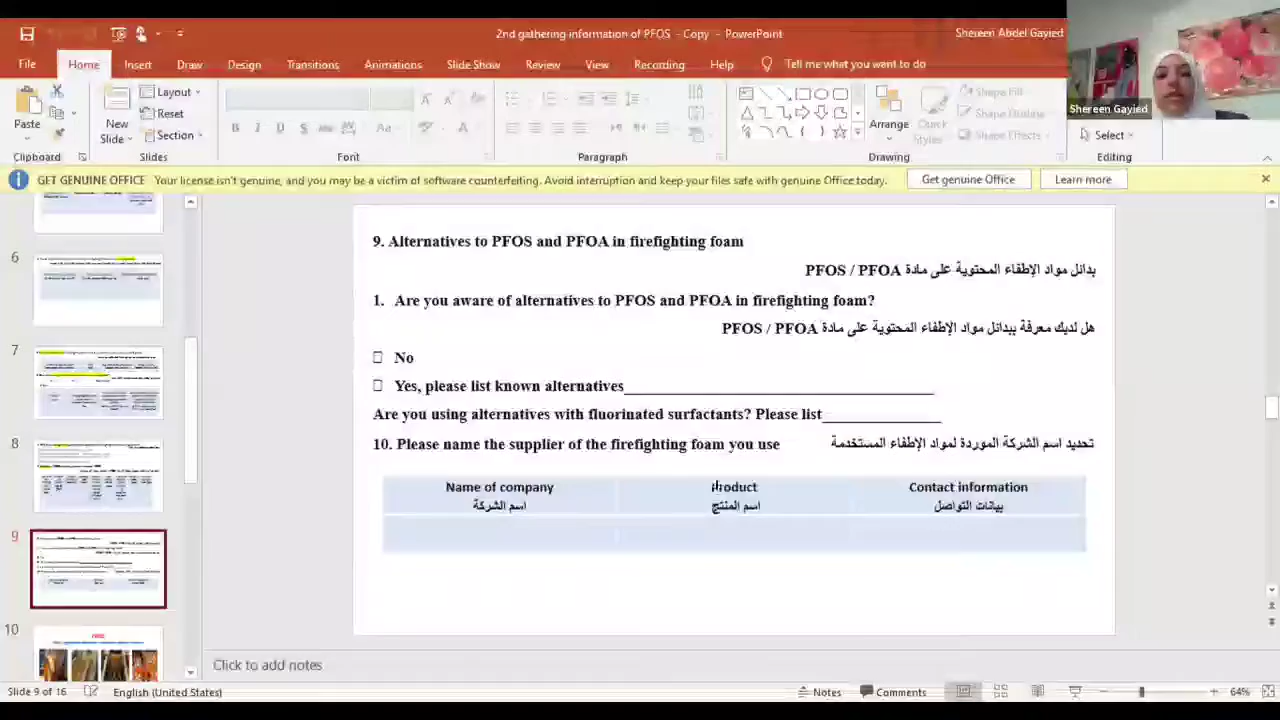 2nd gathering information of PFOS - Copy - PowerPoint
Shereen Abdel Gayied
File Home Insert Draw Design Transitions Animations Slide Show Review View Recording Help Tell me what you want to do
Shereen Gayied
Paste
New
Slide
Layout
Reset
Section
Arrange
Quick
Styles
Shape Fill
Shape Outline
Shape Effects
Select
Clipboard Slides Font Paragraph Drawing Editing
GET GENUINE OFFICE Your license isn't genuine, and you may be a victim of software counterfeiting. Avoid interruption and keep your files safe with genuine Office today. Get genuine Office Learn more
6
7
8
9
10
9. Alternatives to PFOS and PFOA in firefighting foam
بدائل مواد الإطفاء المحتوية على مادة PFOS / PFOA
1. Are you aware of alternatives to PFOS and PFOA in firefighting foam?
هل لديك معرفة ببدائل مواد الإطفاء المحتوية على مادة PFOS / PFOA
No
Yes, please list known alternatives
Are you using alternatives with fluorinated surfactants? Please list
10. Please name the supplier of the firefighting foam you use
تحديد اسم الشركة الموردة لمواد الإطفاء المستخدمة
Name of company Product Contact information
اسم الشركة اسم المنتج بيانات التواصل
Click to add notes
Slide 9 of 16 English (United States) Notes Comments 64%